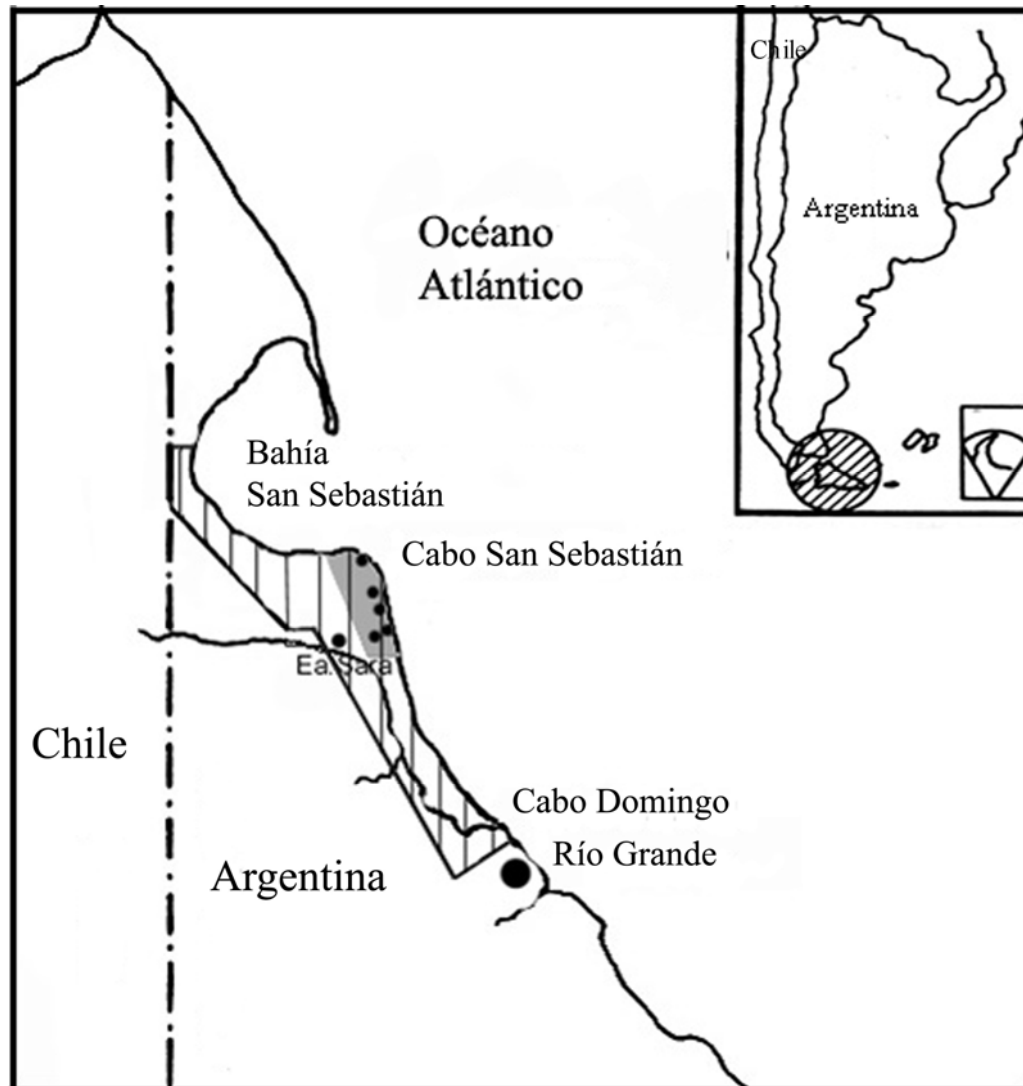 Chile
Argentina
Océano
Atlántico
Bahía
San Sebastián
Cabo San Sebastián
Ea. Sara
Chile
Cabo Domingo
Río Grande
Argentina